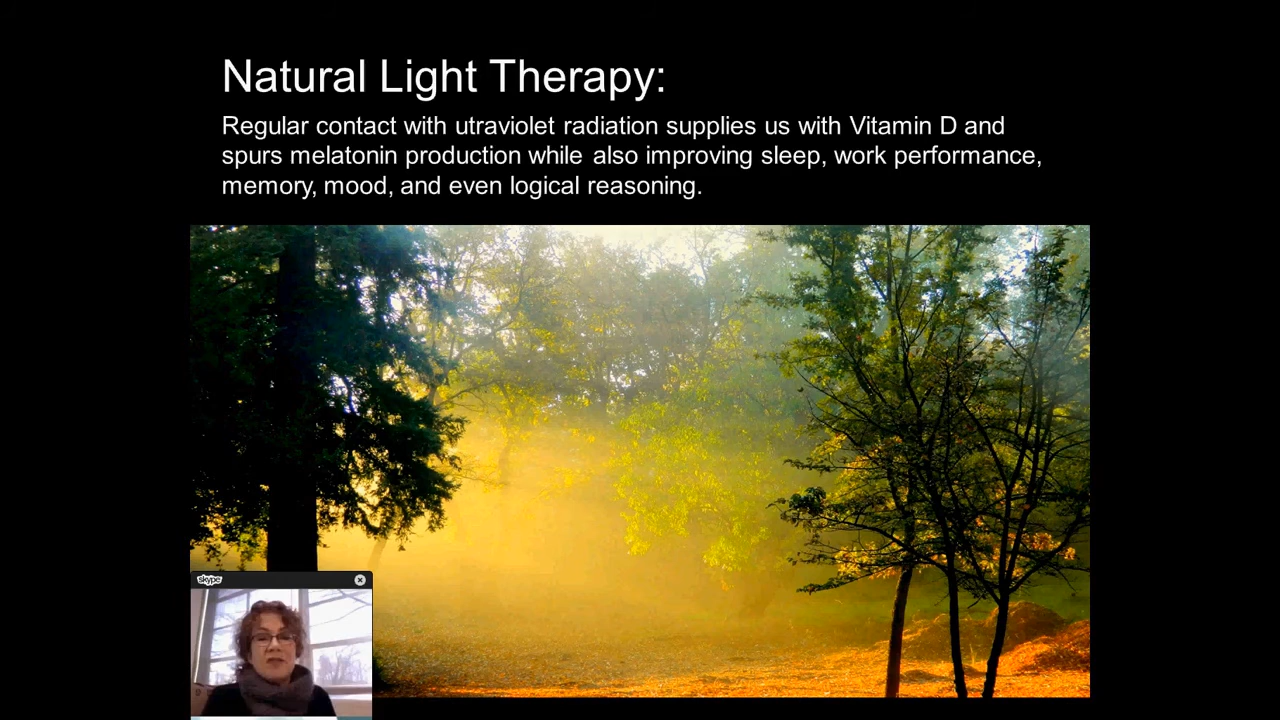 Natural Light Therapy:
Regular contact with utraviolet radiation supplies us with Vitamin D and
spurs melatonin production while also improving sleep, work performance,
memory, mood, and even logical reasoning.
skype